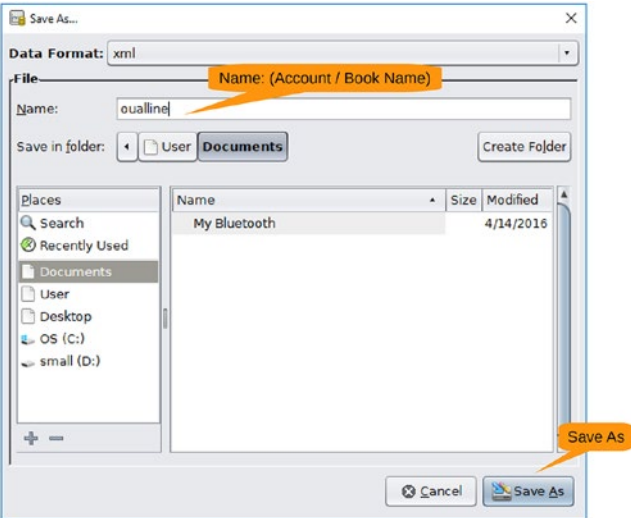 Save As...
Data Format: xml
File
Name: (Account / Book Name)
Name: oualline
Save in folder: User Documents Create Folder
Places
Search
Recently Used
Documents
User
Desktop
OS (C:)
small (D:)
Name Size Modified
My Bluetooth 4/14/2016
Save As
Cancel Save As